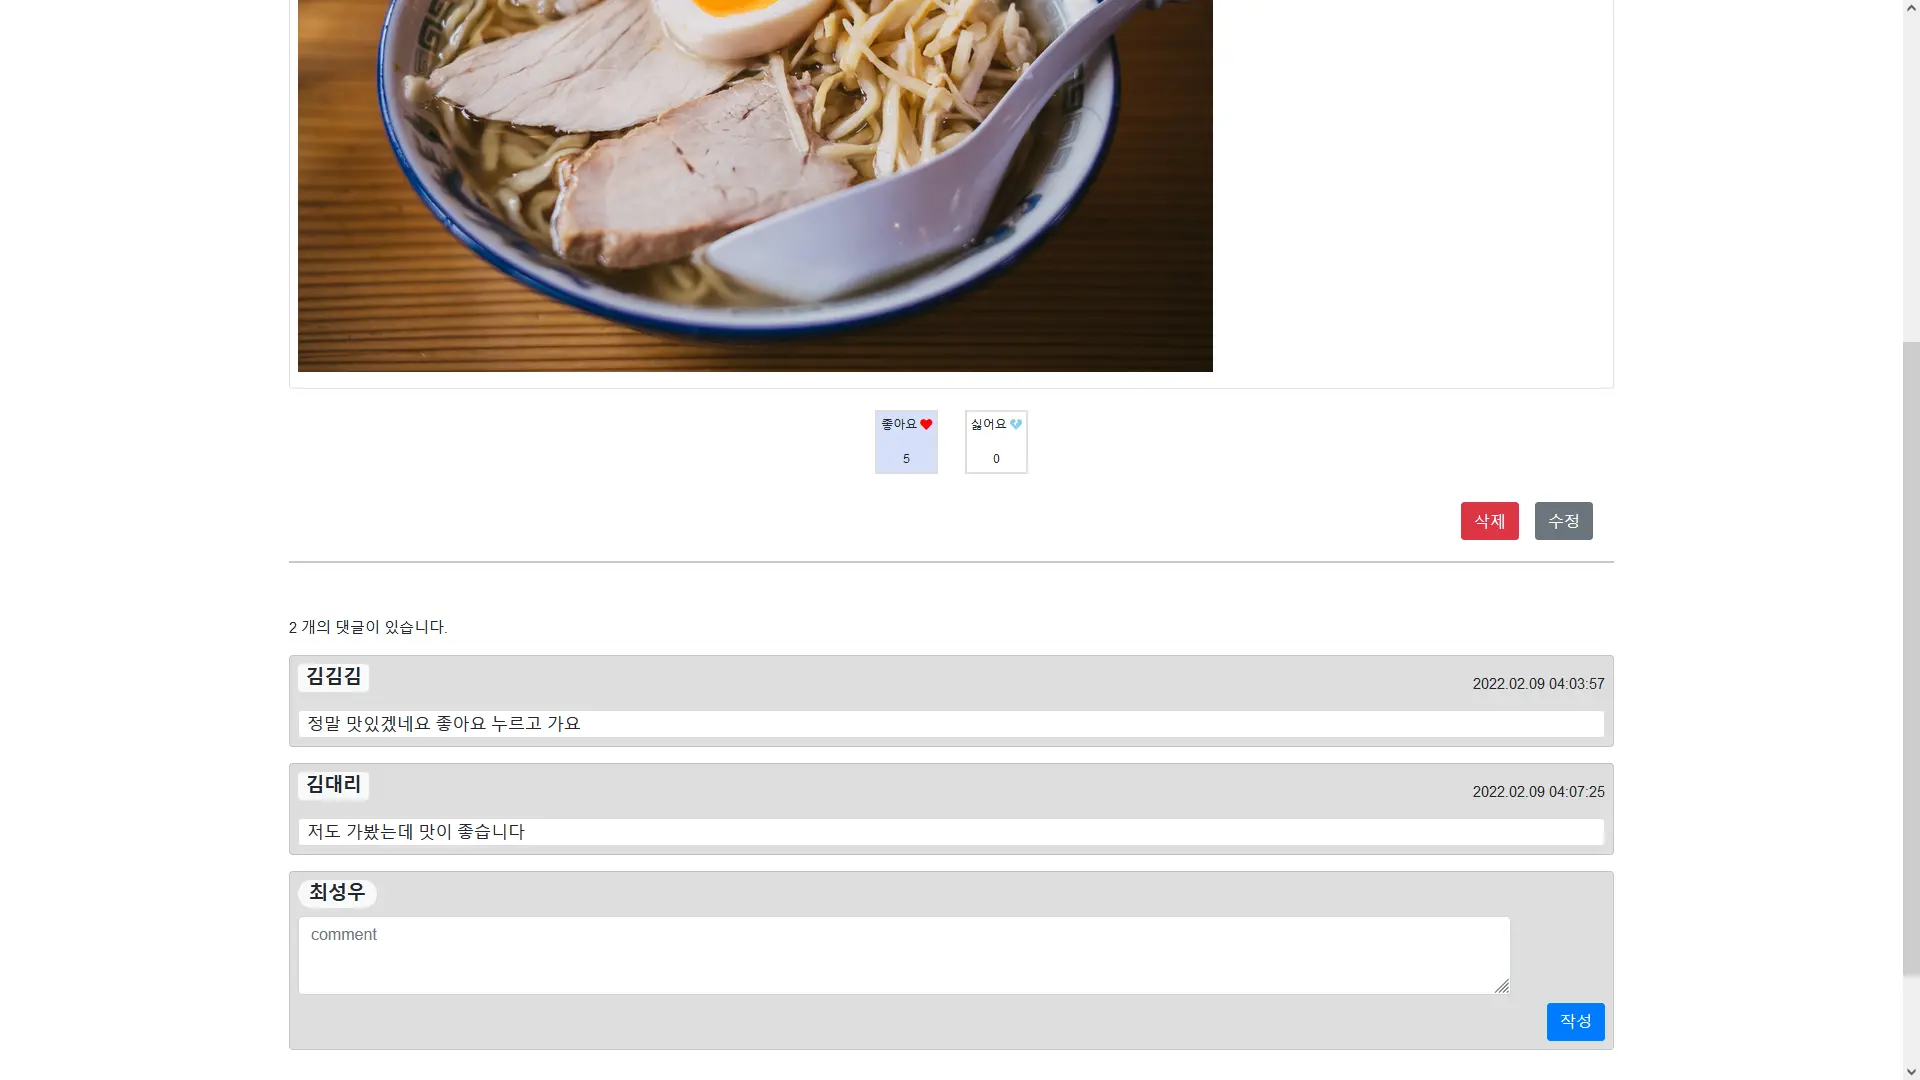 좋아요 싫어요
5 0
삭제 수정
2 개의 댓글이 있습니다.
김김김
2022.02.09 04:03:57
정말 맛있겠네요 좋아요 누르고 가요
김대리
2022.02.09 04:07:25
저도 가봤는데 맛이 좋습니다
최성우
comment
작성